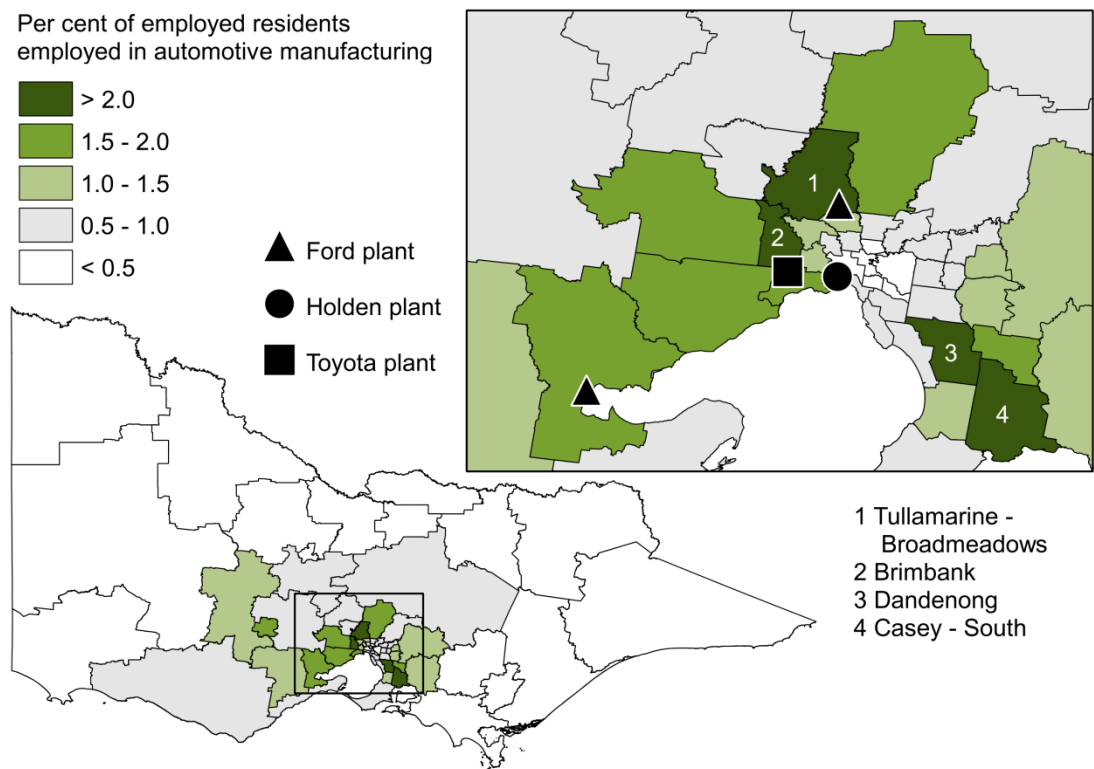 Per cent of employed residents
employed in automotive manufacturing
> 2.0
1.5 - 2.0
1.0 - 1.5
0.5 - 1.0
< 0.5
Ford plant
Holden plant
Toyota plant
1
2
3
4
1 Tullamarine -
Broadmeadows
2 Brimbank
3 Dandenong
4 Casey - South